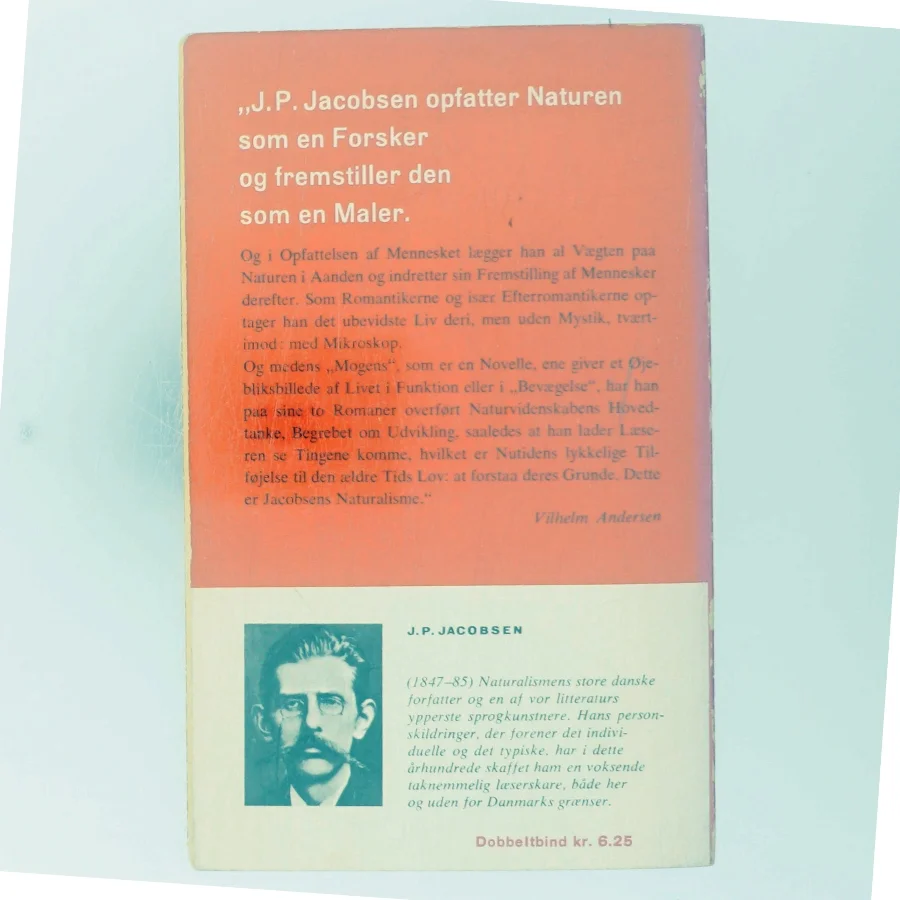 „J.P. Jacobsen opfatter Naturen
som en Forsker
og fremstiller den
som en Maler.
Og i Opfattelsen af Mennesket lægger han al Vægten paa
Naturen i Aanden og indretter sin Fremstilling af Mennesker
derefter. Som Romantikerne og især Efterromantikerne op-
tager han det ubevidste Liv deri, men uden Mystik, tvært-
imod: med Mikroskop.
Og medens „Mogens“, som er en Novelle, ene giver et Øje-
bliksbillede af Livet i Funktion eller i „Bevægelse“, har han
paa sine to Romaner overført Naturvidenskabens Hoved-
tanke, Begrebet om Udvikling, saaledes at han lader Læse-
ren se Tingene komme, hvilket er Nutidens lykkelige Til-
føjelse til den ældre Tids Lov: at forstaa deres Grunde. Dette
er Jacobsens Naturalisme.“
Vilhelm Andersen
J. P. JACOBSEN
(1847–85) Naturalismens store danske
forfatter og en af vor litteraturs
ypperste sprogkunstnere. Hans person-
skildringer, der forener det indivi-
duelle og det typiske, har i dette
århundrede skaffet ham en voksende
taknemmelig læserskare, både her
og uden for Danmarks grænser.
Dobbeltbind kr. 6.25